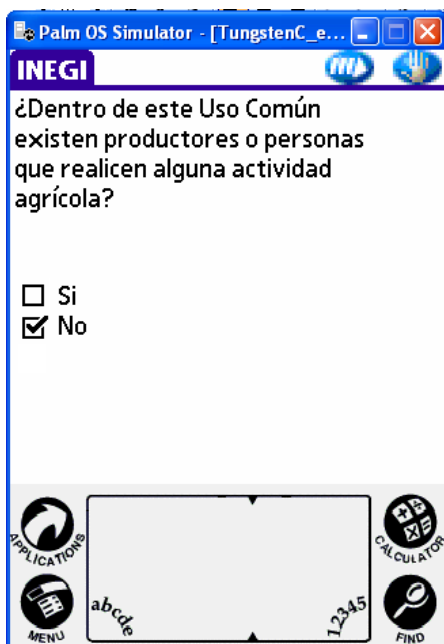 Palm OS Simulator - [TungstenC_e...
INEGI
¿Dentro de este Uso Común
existen productores o personas
que realicen alguna actividad
agrícola?
Si
No
APPLICATIONS
CALCULATOR
MENU
abcde
12345
FIND